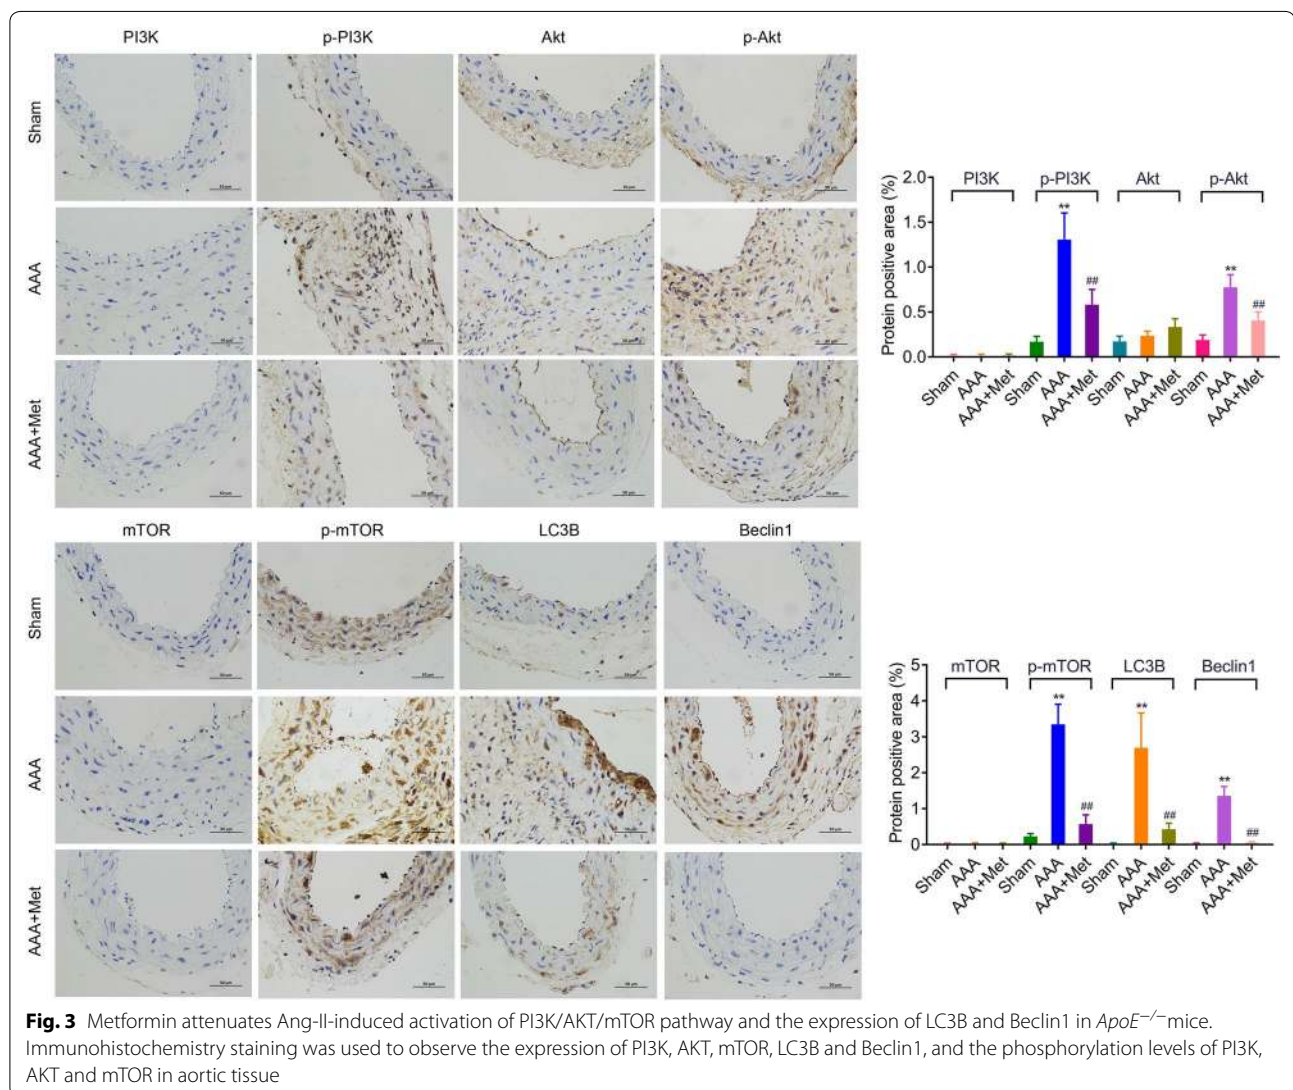 PI3K p-PI3K Akt p-Akt
Sham
AAA
AAA+Met
Protein positive area (%)
2.0
1.5
1.0
0.5
0.0
PI3K p-PI3K Akt p-Akt
** ## ** ##
Sham AAA AAA+Met Sham AAA AAA+Met Sham AAA AAA+Met Sham AAA AAA+Met
mTOR p-mTOR LC3B Beclin1
Sham
AAA
AAA+Met
Protein positive area (%)
5
4
3
2
1
0
mTOR p-mTOR LC3B Beclin1
** ## ** ## ** ##
Sham AAA AAA+Met Sham AAA AAA+Met Sham AAA AAA+Met Sham AAA AAA+Met
Fig. 3 Metformin attenuates Ang-II-induced activation of PI3K/AKT/mTOR pathway and the expression of LC3B and Beclin1 in ApoE−/−mice.
Immunohistochemistry staining was used to observe the expression of PI3K, AKT, mTOR, LC3B and Beclin1, and the phosphorylation levels of PI3K,
AKT and mTOR in aortic tissue